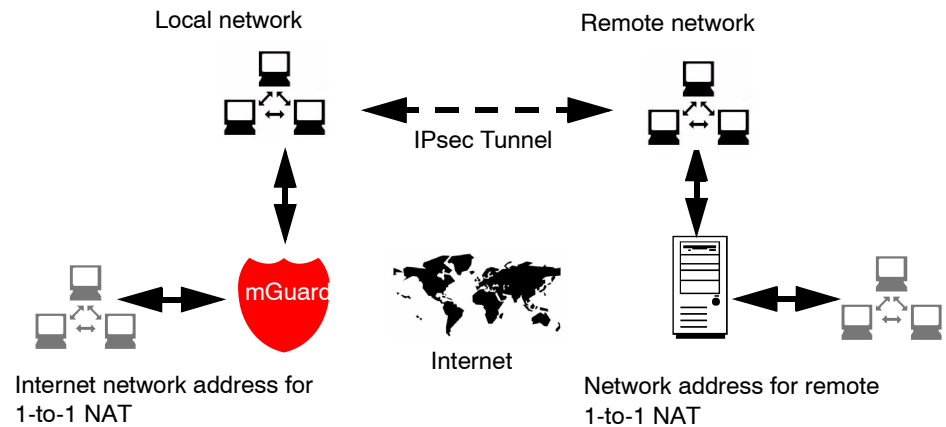 Local network
Remote network
IPsec Tunnel
mGuard
Internet
Internet network address for
1-to-1 NAT
Network address for remote
1-to-1 NAT